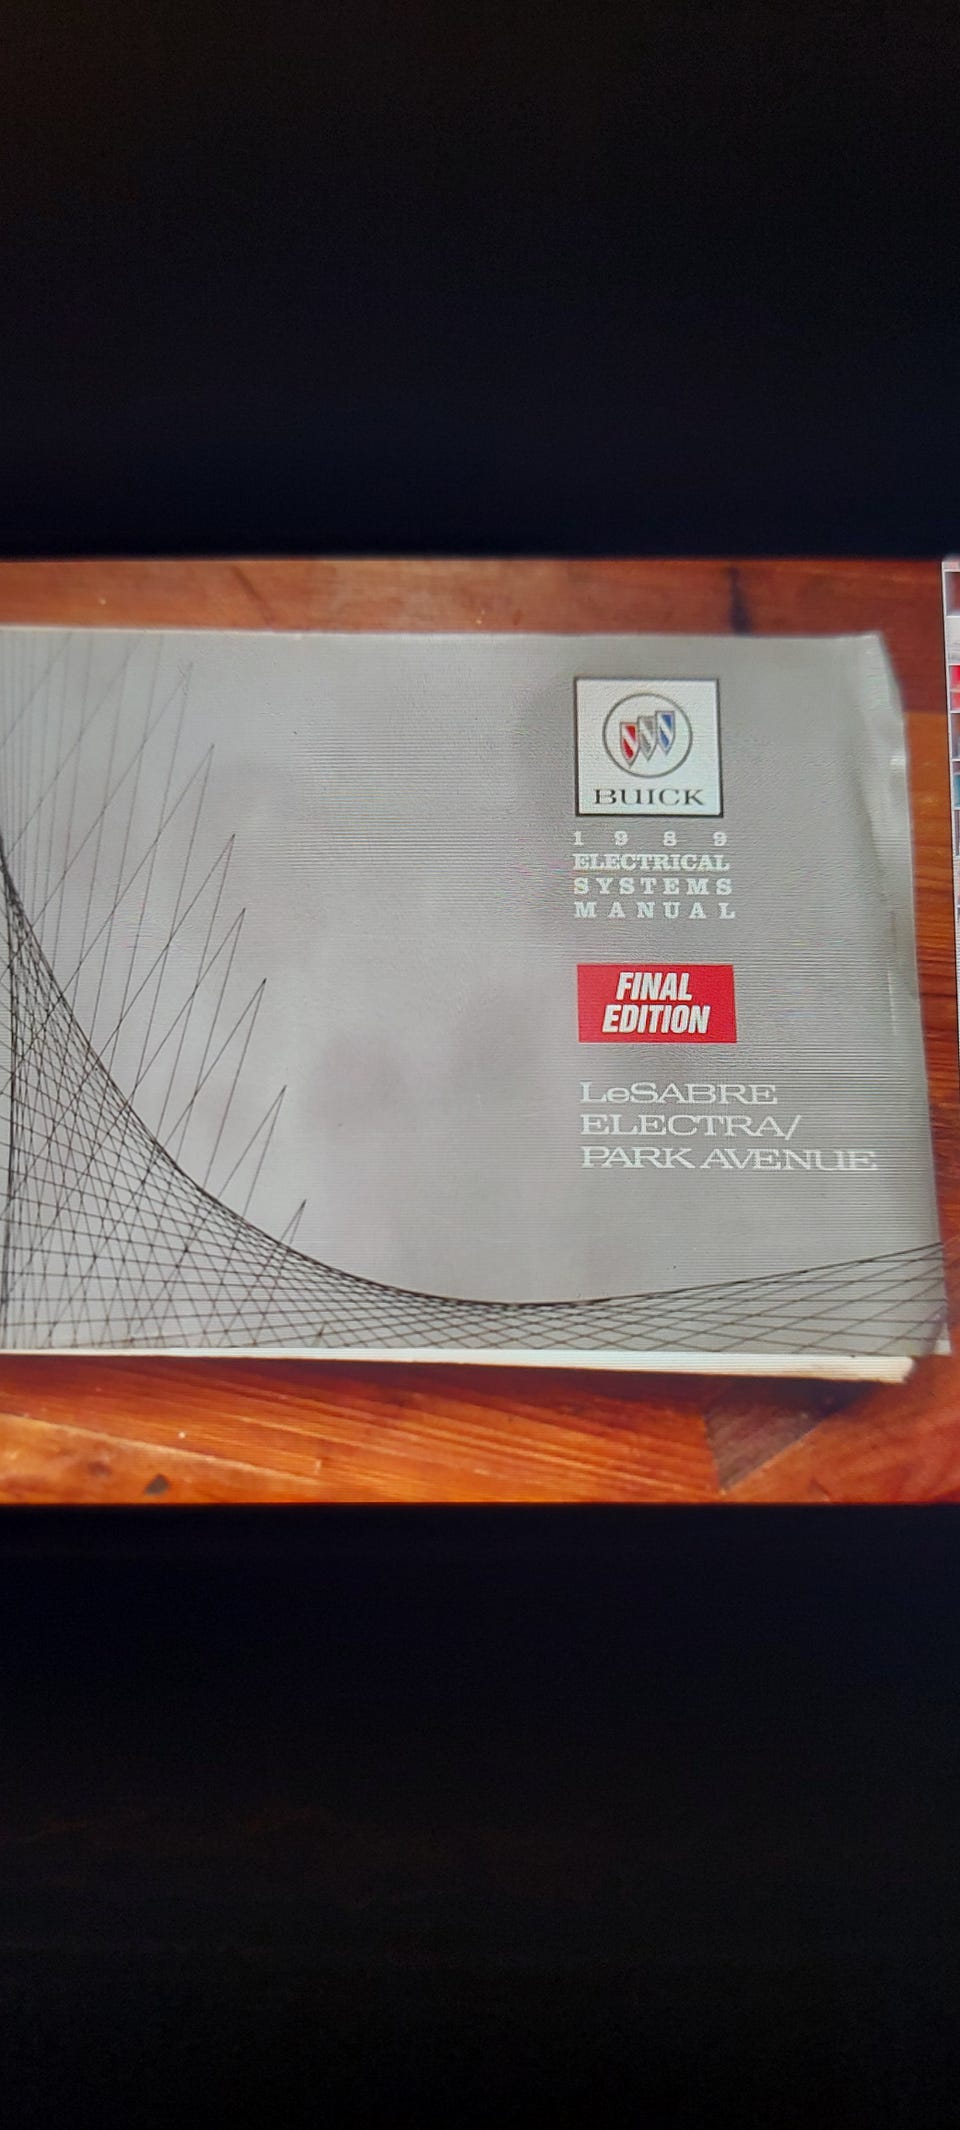 BUICK
1989
ELECTRICAL
SYSTEMS
MANUAL
FINAL
EDITION
LeSABRE
ELECTRA/
PARK AVENUE